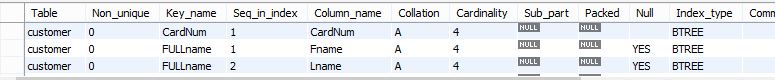 Table Non_unique Key_name Seq_in_index Column_name Collation Cardinality Sub_part Packed Null Index_type Comm
customer 0 CardNum 1 CardNum A 4 NULL NULL BTREE
customer 0 FULLname 1 Fname A 4 NULL NULL YES BTREE
customer 0 FULLname 2 Lname A 4 NULL NULL YES BTREE